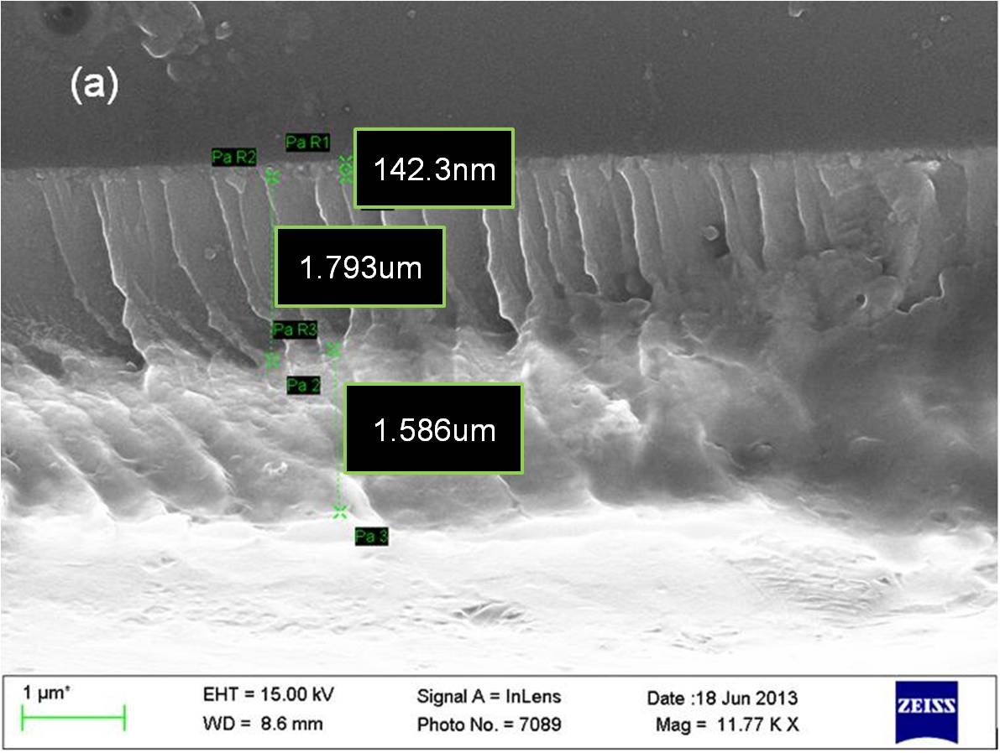 (a)
Pa R1
Pa R2
142.3nm
1.793um
Pa R3
Pa 2
1.586um
Pa 3
1 µm*
EHT = 15.00 kV
Signal A = InLens
Date :18 Jun 2013
WD = 8.6 mm
Photo No. = 7089
Mag = 11.77 K X
ZEISS